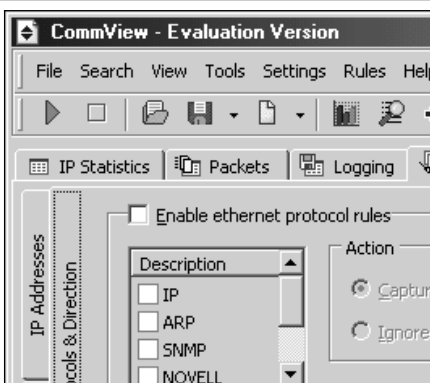 CommView - Evaluation Version
File Search View Tools Settings Rules Help
IP Statistics Packets Logging
IP Addresses
Enable ethernet protocol rules
Description
IP
ARP
SNMP
NOVELL
Action
Captur
Ignore
cols & Direction